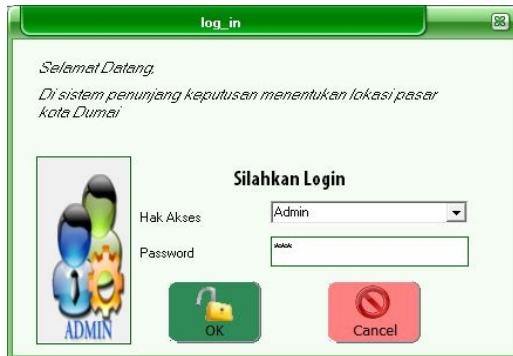 log_in
Selamat Datang,
Di sistem penunjang keputusan menentukan lokasi pasar
kota Dumai
Silahkan Login
Hak Akses
Admin
Password
****
ADMIN
OK
Cancel